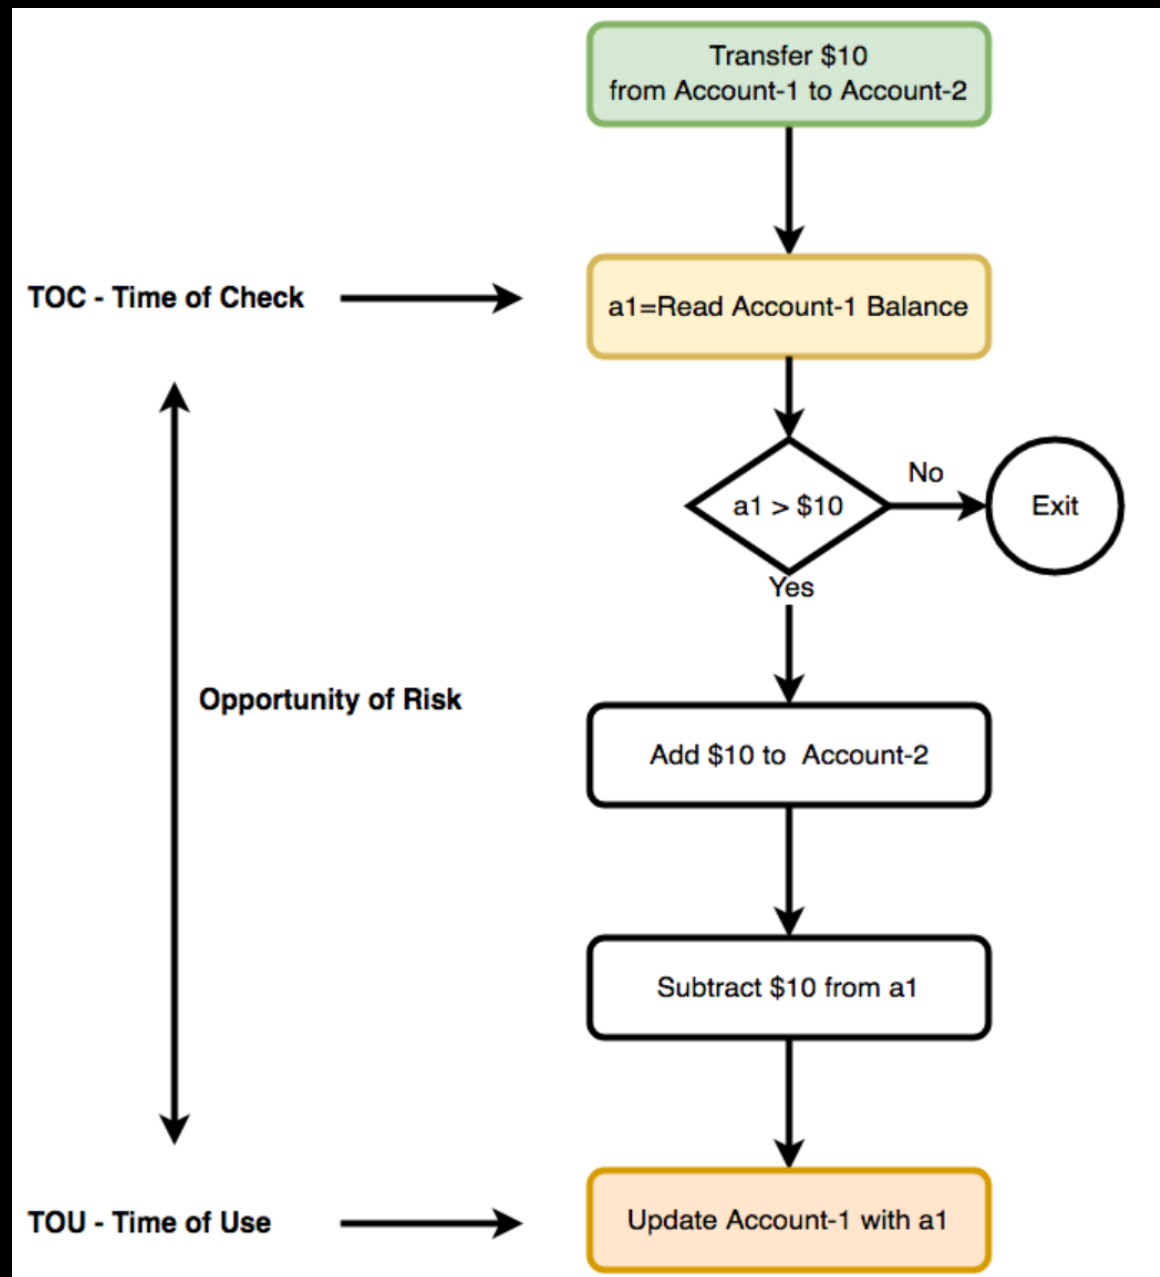 Transfer $10
from Account-1 to Account-2
TOC - Time of Check
a1=Read Account-1 Balance
a1 > $10
No
Exit
Yes
Opportunity of Risk
Add $10 to  Account-2
Subtract $10 from a1
TOU - Time of Use
Update Account-1 with a1